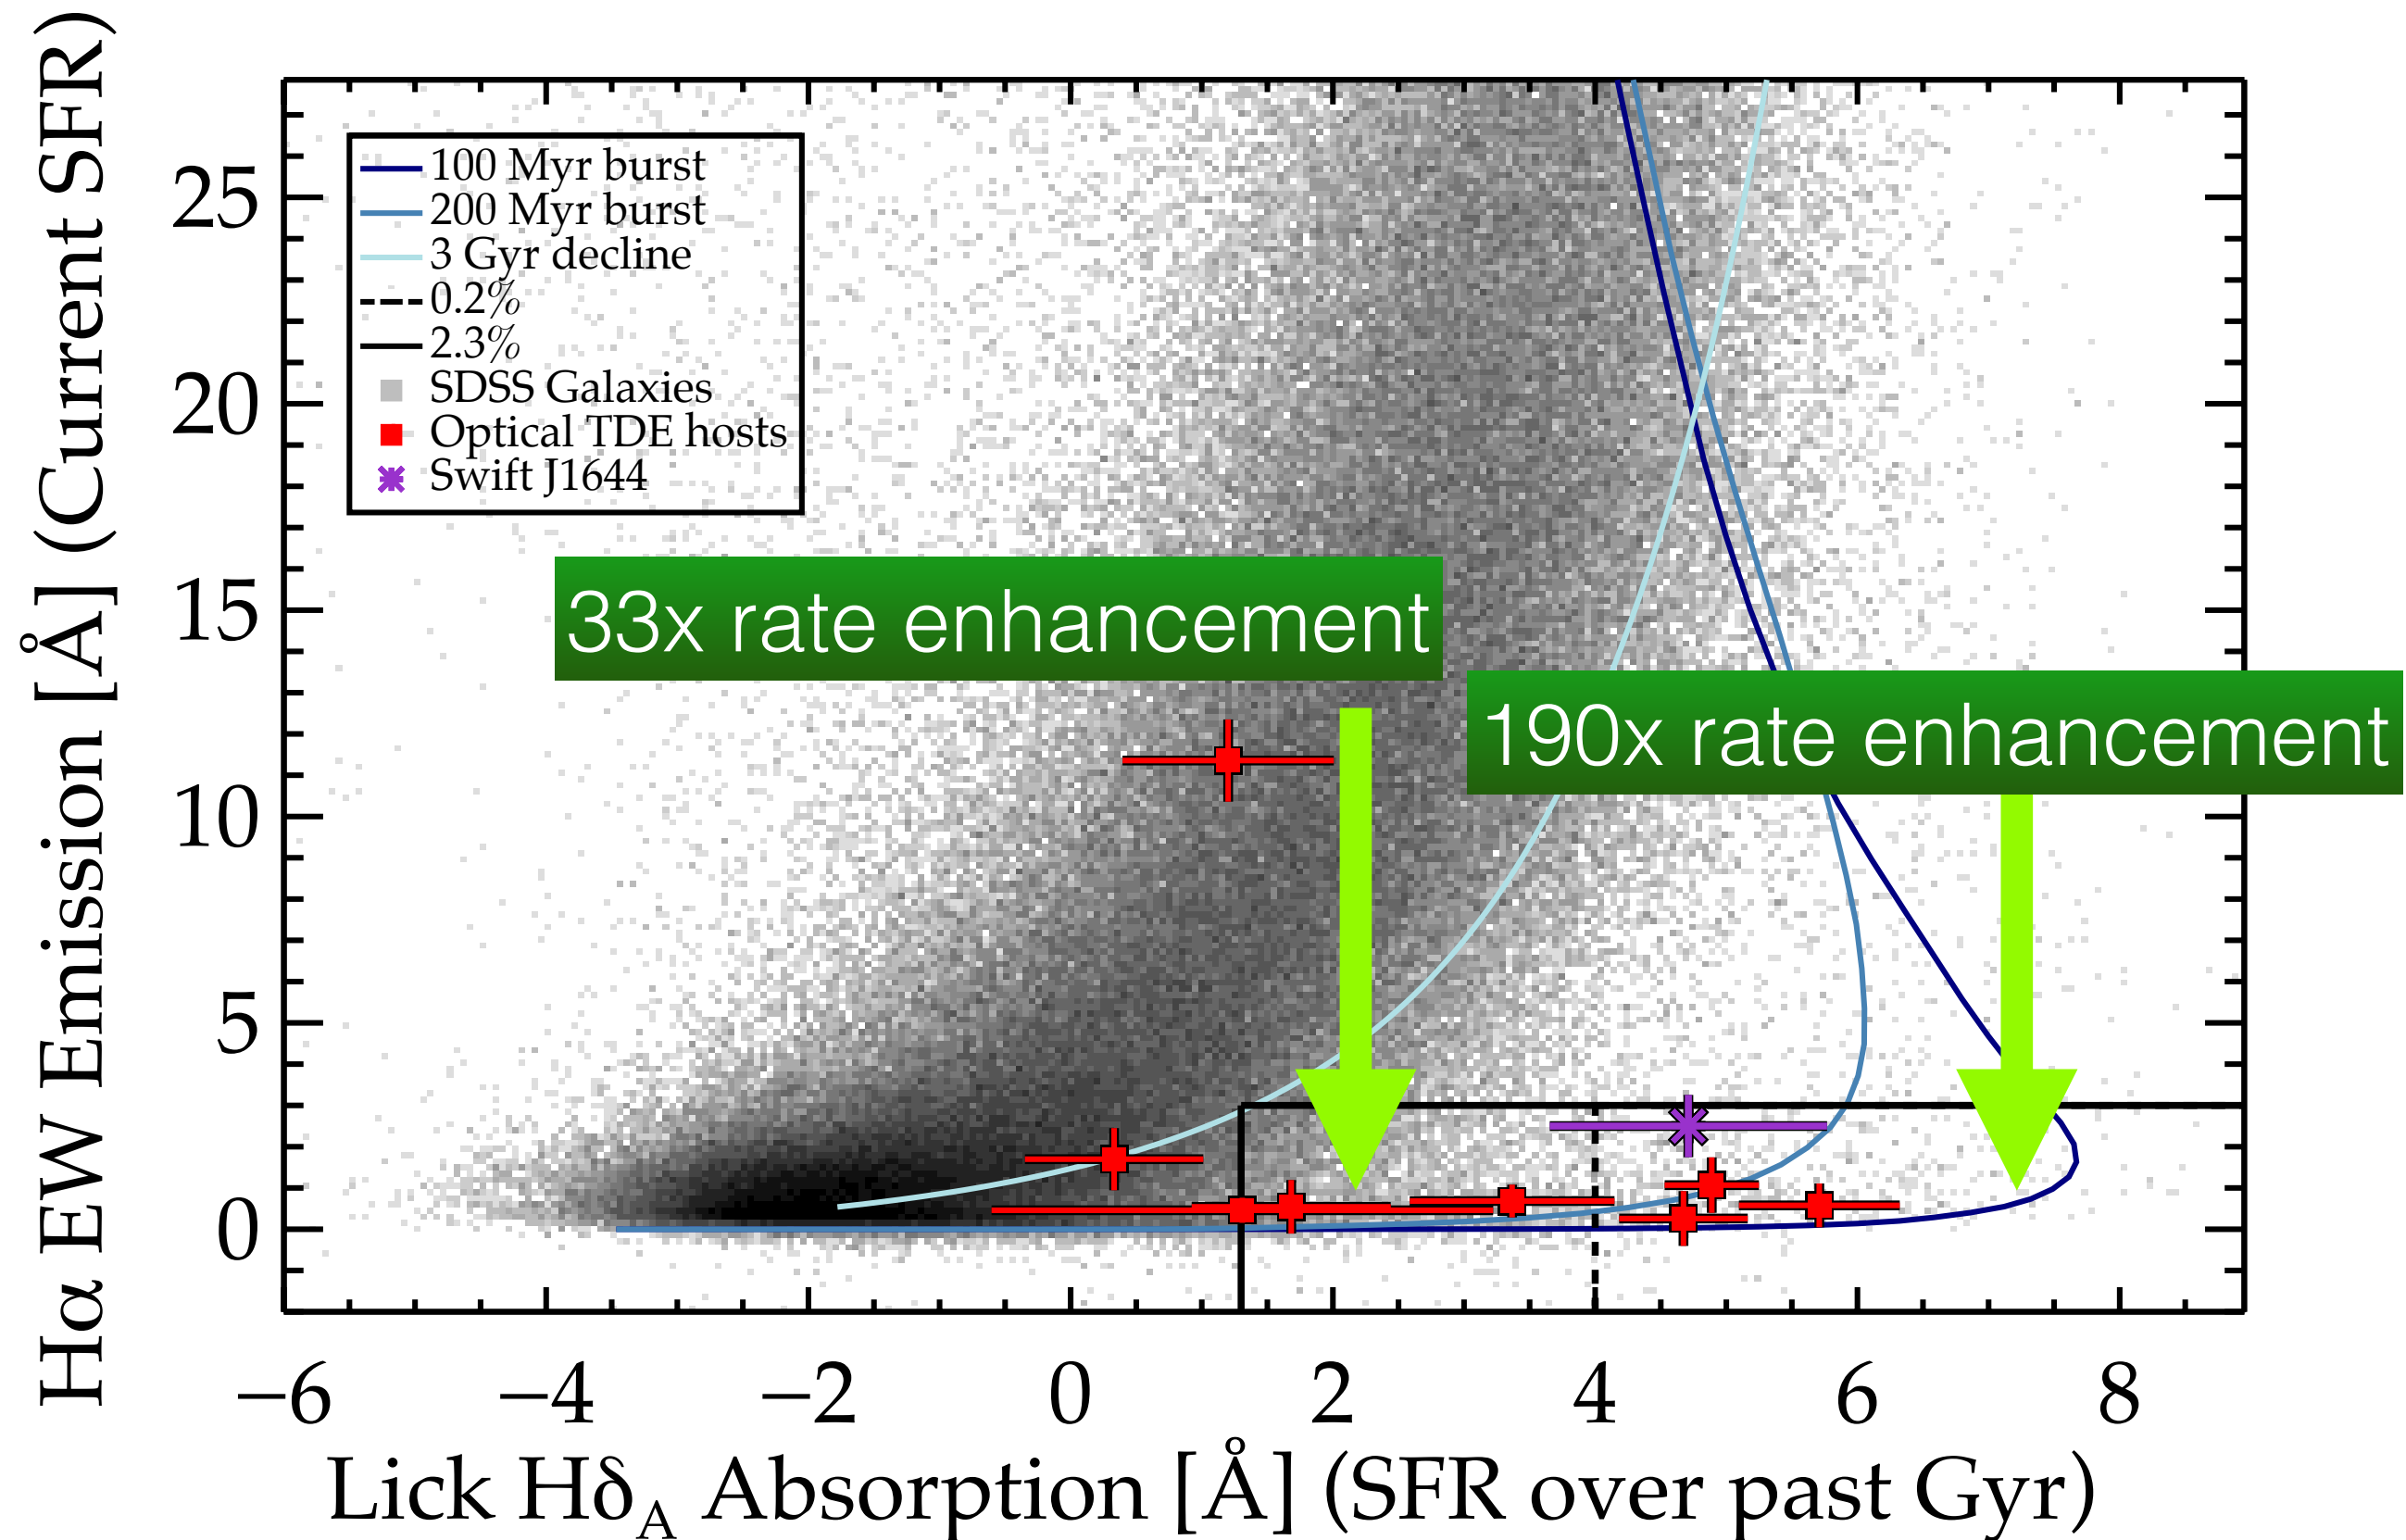 Hα EW Emission [Å] (Current SFR)
25
20
15
10
5
0
100 Myr burst
200 Myr burst
3 Gyr decline
0.2%
2.3%
SDSS Galaxies
Optical TDE hosts
Swift J1644
33x rate enhancement
190x rate enhancement
−6 −4 −2 0 2 4 6 8
Lick HδA Absorption [Å] (SFR over past Gyr)